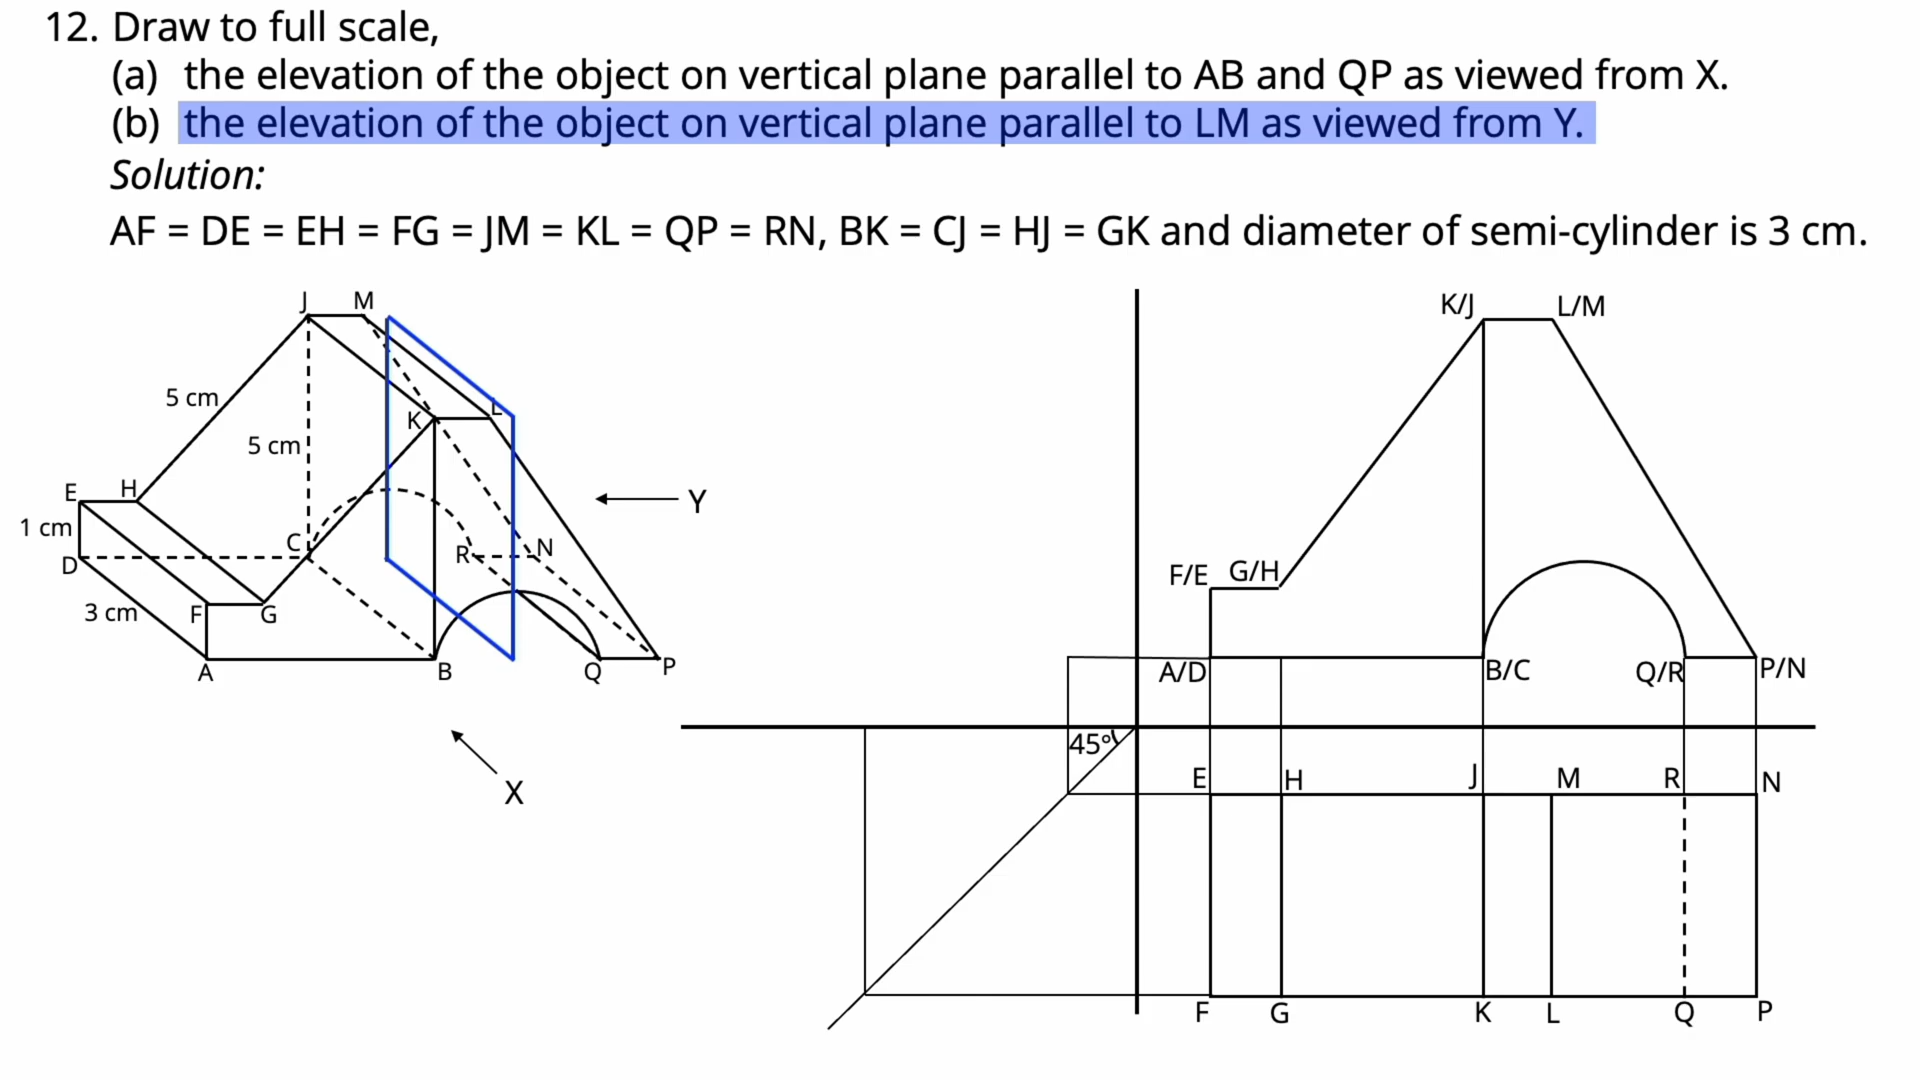 12. Draw to full scale,
(a) the elevation of the object on vertical plane parallel to AB and QP as viewed from X.
(b) the elevation of the object on vertical plane parallel to LM as viewed from Y.
Solution:
AF = DE = EH = FG = JM = KL = QP = RN, BK = CJ = HJ = GK and diameter of semi-cylinder is 3 cm.
J M
5 cm
K L
5 cm
E H
1 cm
D
C
R N
Y
3 cm
F G
A B Q P
X
K/J L/M
F/E G/H
A/D B/C Q/R P/N
45°
E H J M R N
F G K L Q P